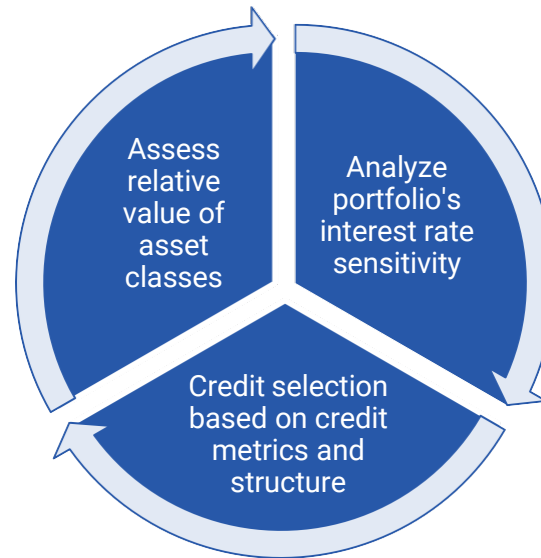 Assess
relative
value of
asset
classes
Analyze
portfolio's
interest rate
sensitivity
Credit selection
based on credit
metrics and
structure